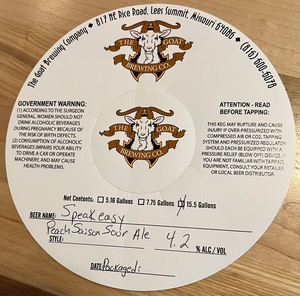 The Goat Brewing Company ♦ 817 NE Rice Road, Lees Summit, Missouri 64086 ♦ (816) 600-6078
THE GOAT
BREWING CO.
THE GOAT
BREWING CO.
GOVERNMENT WARNING:
(1) ACCORDING TO THE SURGEON
GENERAL WOMEN SHOULD NOT
DRINK ALCOHOLIC BEVERAGES
DURING PREGNANCY BECAUSE OF
THE RISK OF BIRTH DEFECTS.
(2) CONSUMPTION OF ALCOHOLIC
BEVERAGES IMPAIRS YOUR ABILITY
TO DRIVE A CAR OR OPERATE
MACHINERY, AND MAY CAUSE
HEALTH PROBLEMS.
ATTENTION - READ
BEFORE TAPPING:
THIS KEG MAY RUPTURE AND CAUSE
INJURY IF OVER-PRESSURIZED WITH
COMPRESSED AIR OR CO2. TAPPING
SYSTEM AND PRESSURIZED REGULATOR
SHOULD EACH BE EQUIPPED WITH A
PRESSURE RELIEF (BLOW OFF) DEVICE. IF
YOU ARE NOT FAMILIAR WITH TAPPING
EQUIPMENT, CONSULT YOUR RETAILER
OR LOCAL BEER DISTRIBUTOR.
Net Contents: □ 5.16 Gallons □ 7.75 Gallons □ 15.5 Gallons
BEER NAME: Speakeasy
Peach Saison Sour Ale 4.2
STYLE: % ALC / VOL
DATE Packaged: